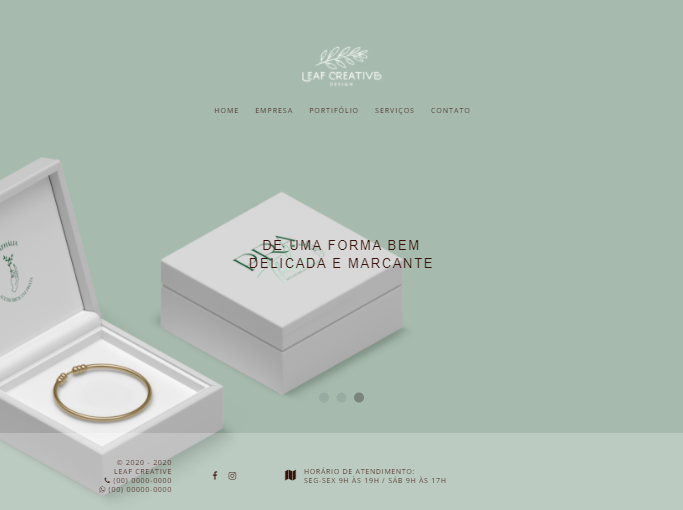 LEAF CREATIVE
DESIGN
HOME EMPRESA PORTIFÓLIO SERVIÇOS CONTATO
DE UMA FORMA BEM
DELICADA E MARCANTE
© 2020 - 2020
LEAF CREATIVE
(00) 0000-0000
(00) 00000-0000
HORÁRIO DE ATENDIMENTO:
SEG-SEX 9H ÀS 19H / SÁB 9H ÀS 17H